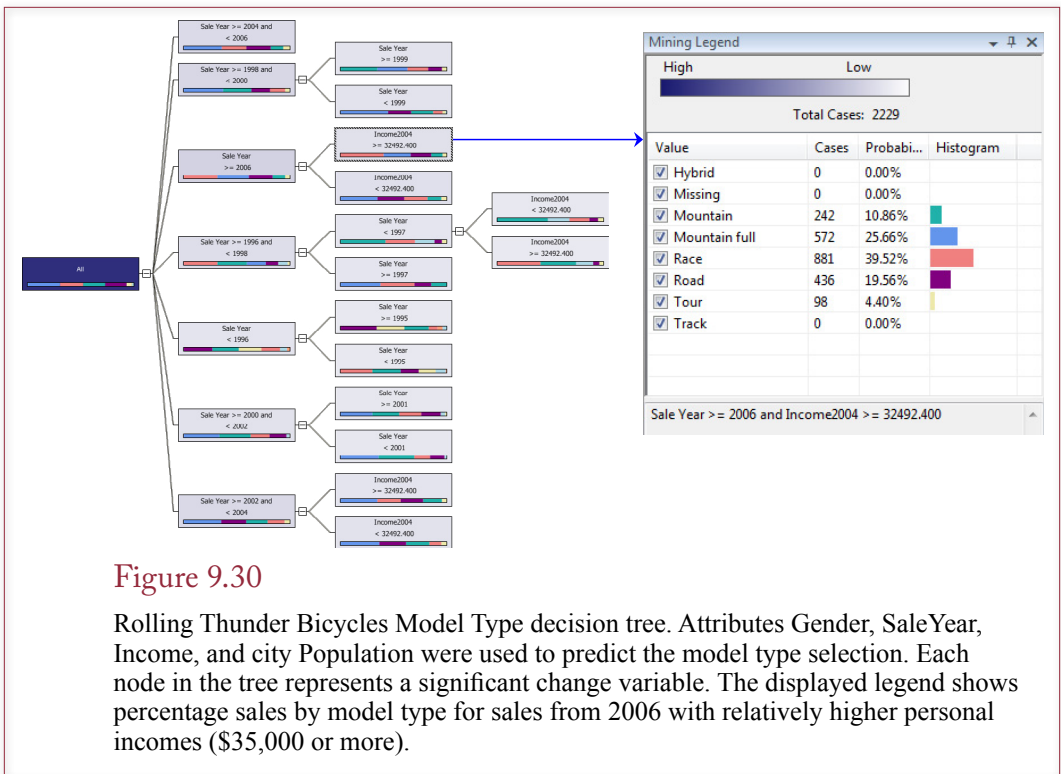 Sale Year >= 2004 and
< 2006
Sale Year >= 1998 and
< 2000
Sale Year
>= 1999
Sale Year
< 1999
Sale Year
>= 2006
Income2004
>= 32492.400
Income2004
< 32492.400
Sale Year >= 1996 and
< 1998
Sale Year
< 1997
Sale Year
>= 1997
Income2004
< 32492.400
Income2004
>= 32492.400
All
Sale Year
< 1996
Sale Year
>= 1995
Sale Year
< 1995
Sale Year >= 2000 and
< 2002
Sale Year
>= 2001
Sale Year
< 2001
Sale Year >= 2002 and
< 2004
Income2004
>= 32492.400
Income2004
< 32492.400
Mining Legend
High Low
Total Cases: 2229
Value Cases Probabi... Histogram
Hybrid 0 0.00%
Missing 0 0.00%
Mountain 242 10.86%
Mountain full 572 25.66%
Race 881 39.52%
Road 436 19.56%
Tour 98 4.40%
Track 0 0.00%
Sale Year >= 2006 and Income2004 >= 32492.400
Figure 9.30
Rolling Thunder Bicycles Model Type decision tree. Attributes Gender, SaleYear,
Income, and city Population were used to predict the model type selection. Each
node in the tree represents a significant change variable. The displayed legend shows
percentage sales by model type for sales from 2006 with relatively higher personal
incomes ($35,000 or more).